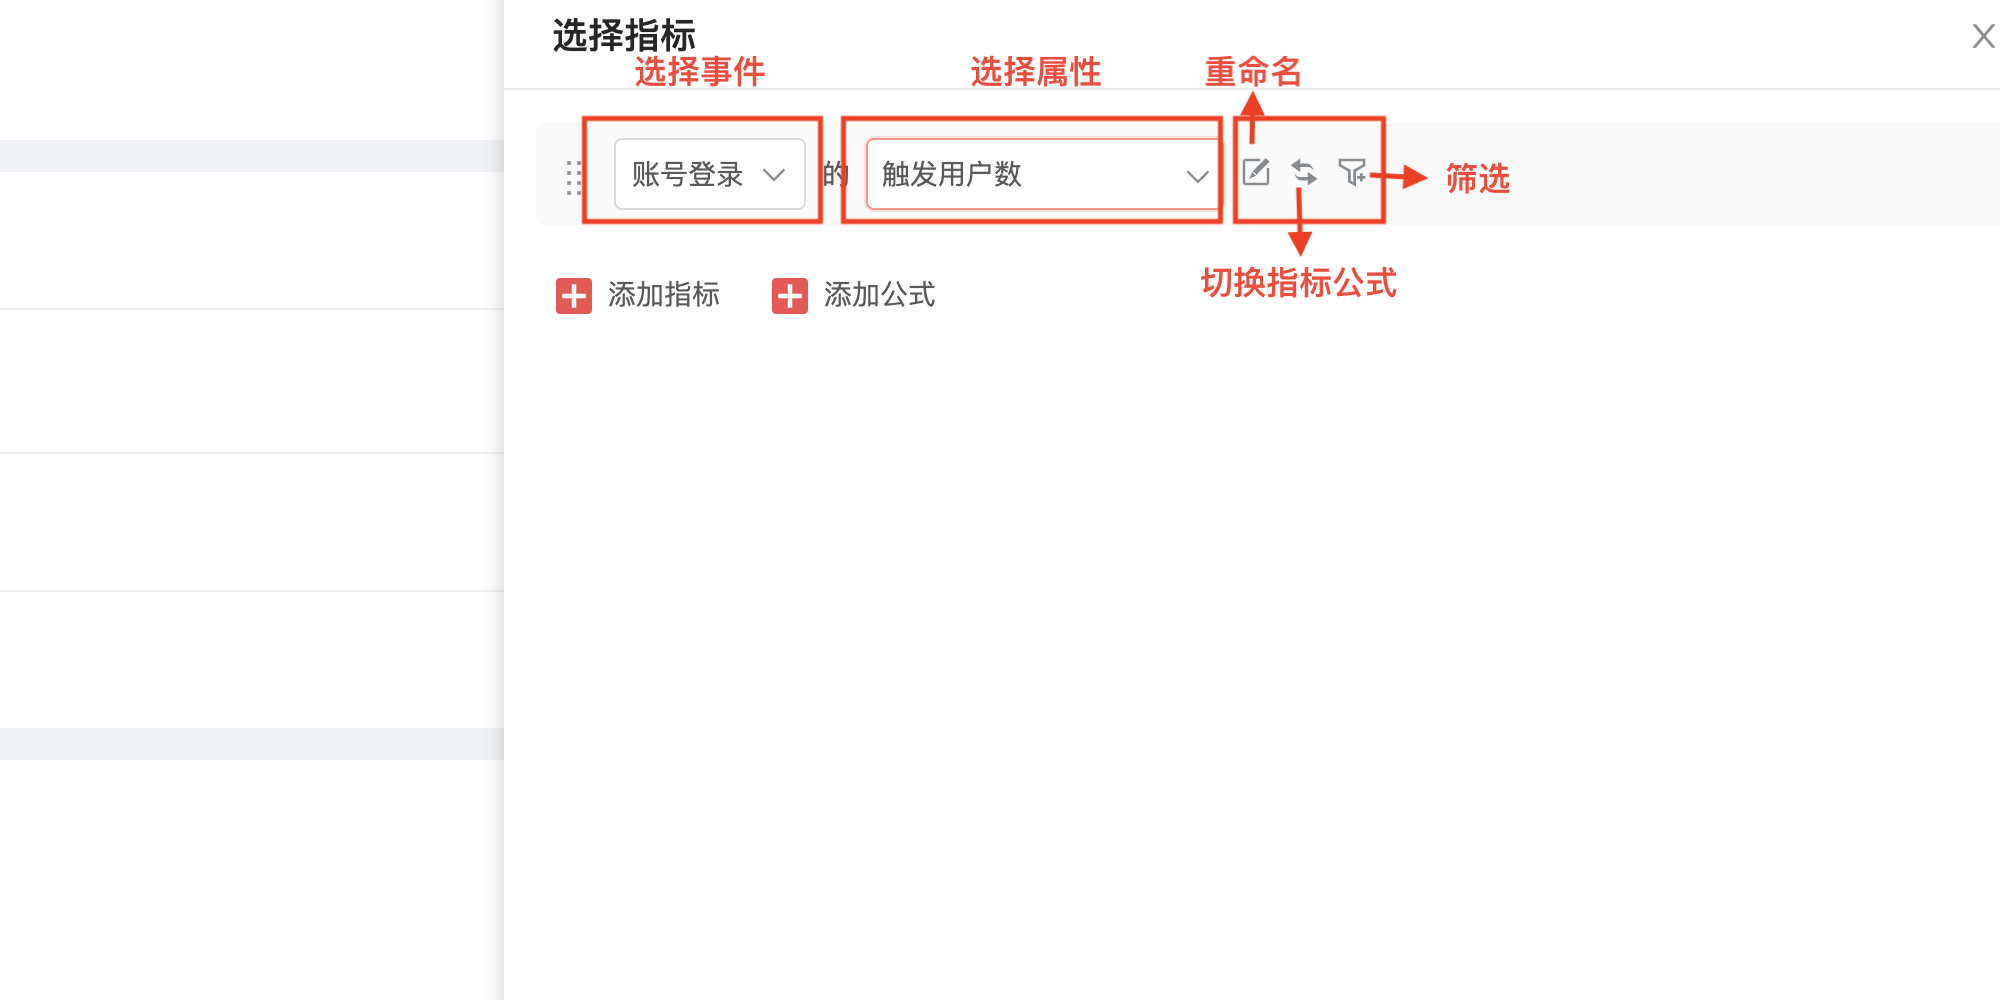 选择指标
选择事件 选择属性 重命名
账号登录 的 触发用户数 筛选
切换指标公式
添加指标 添加公式